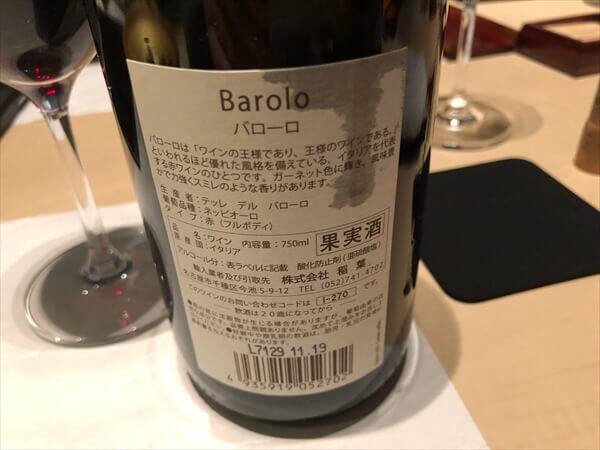 Barolo
バローロ
バローロは「ワインの王様であり、王様のワインである。」
といわれるほど優れた風格を備えている、イタリアを代表
する赤ワインのひとつです。ガーネット色に輝き、風味豊
かで力強くスミレのような香りがあります。
生産者：テッレ デル バローロ
葡萄品種：ネッビオーロ
タイプ：赤（フルボディ）
品名：ワイン 内容量：750ml
原産国：イタリア
果実酒
アルコール分：表ラベルに記載 酸化防止剤（亜硫酸塩）
輸入業者及び引取先 株式会社 稲葉
名古屋市千種区今池5-9-12 TEL (052)741-4702
このワインのお問い合わせコードは I-270 です。
飲酒は20歳になってから
L7129 11 19
4 935919 052702